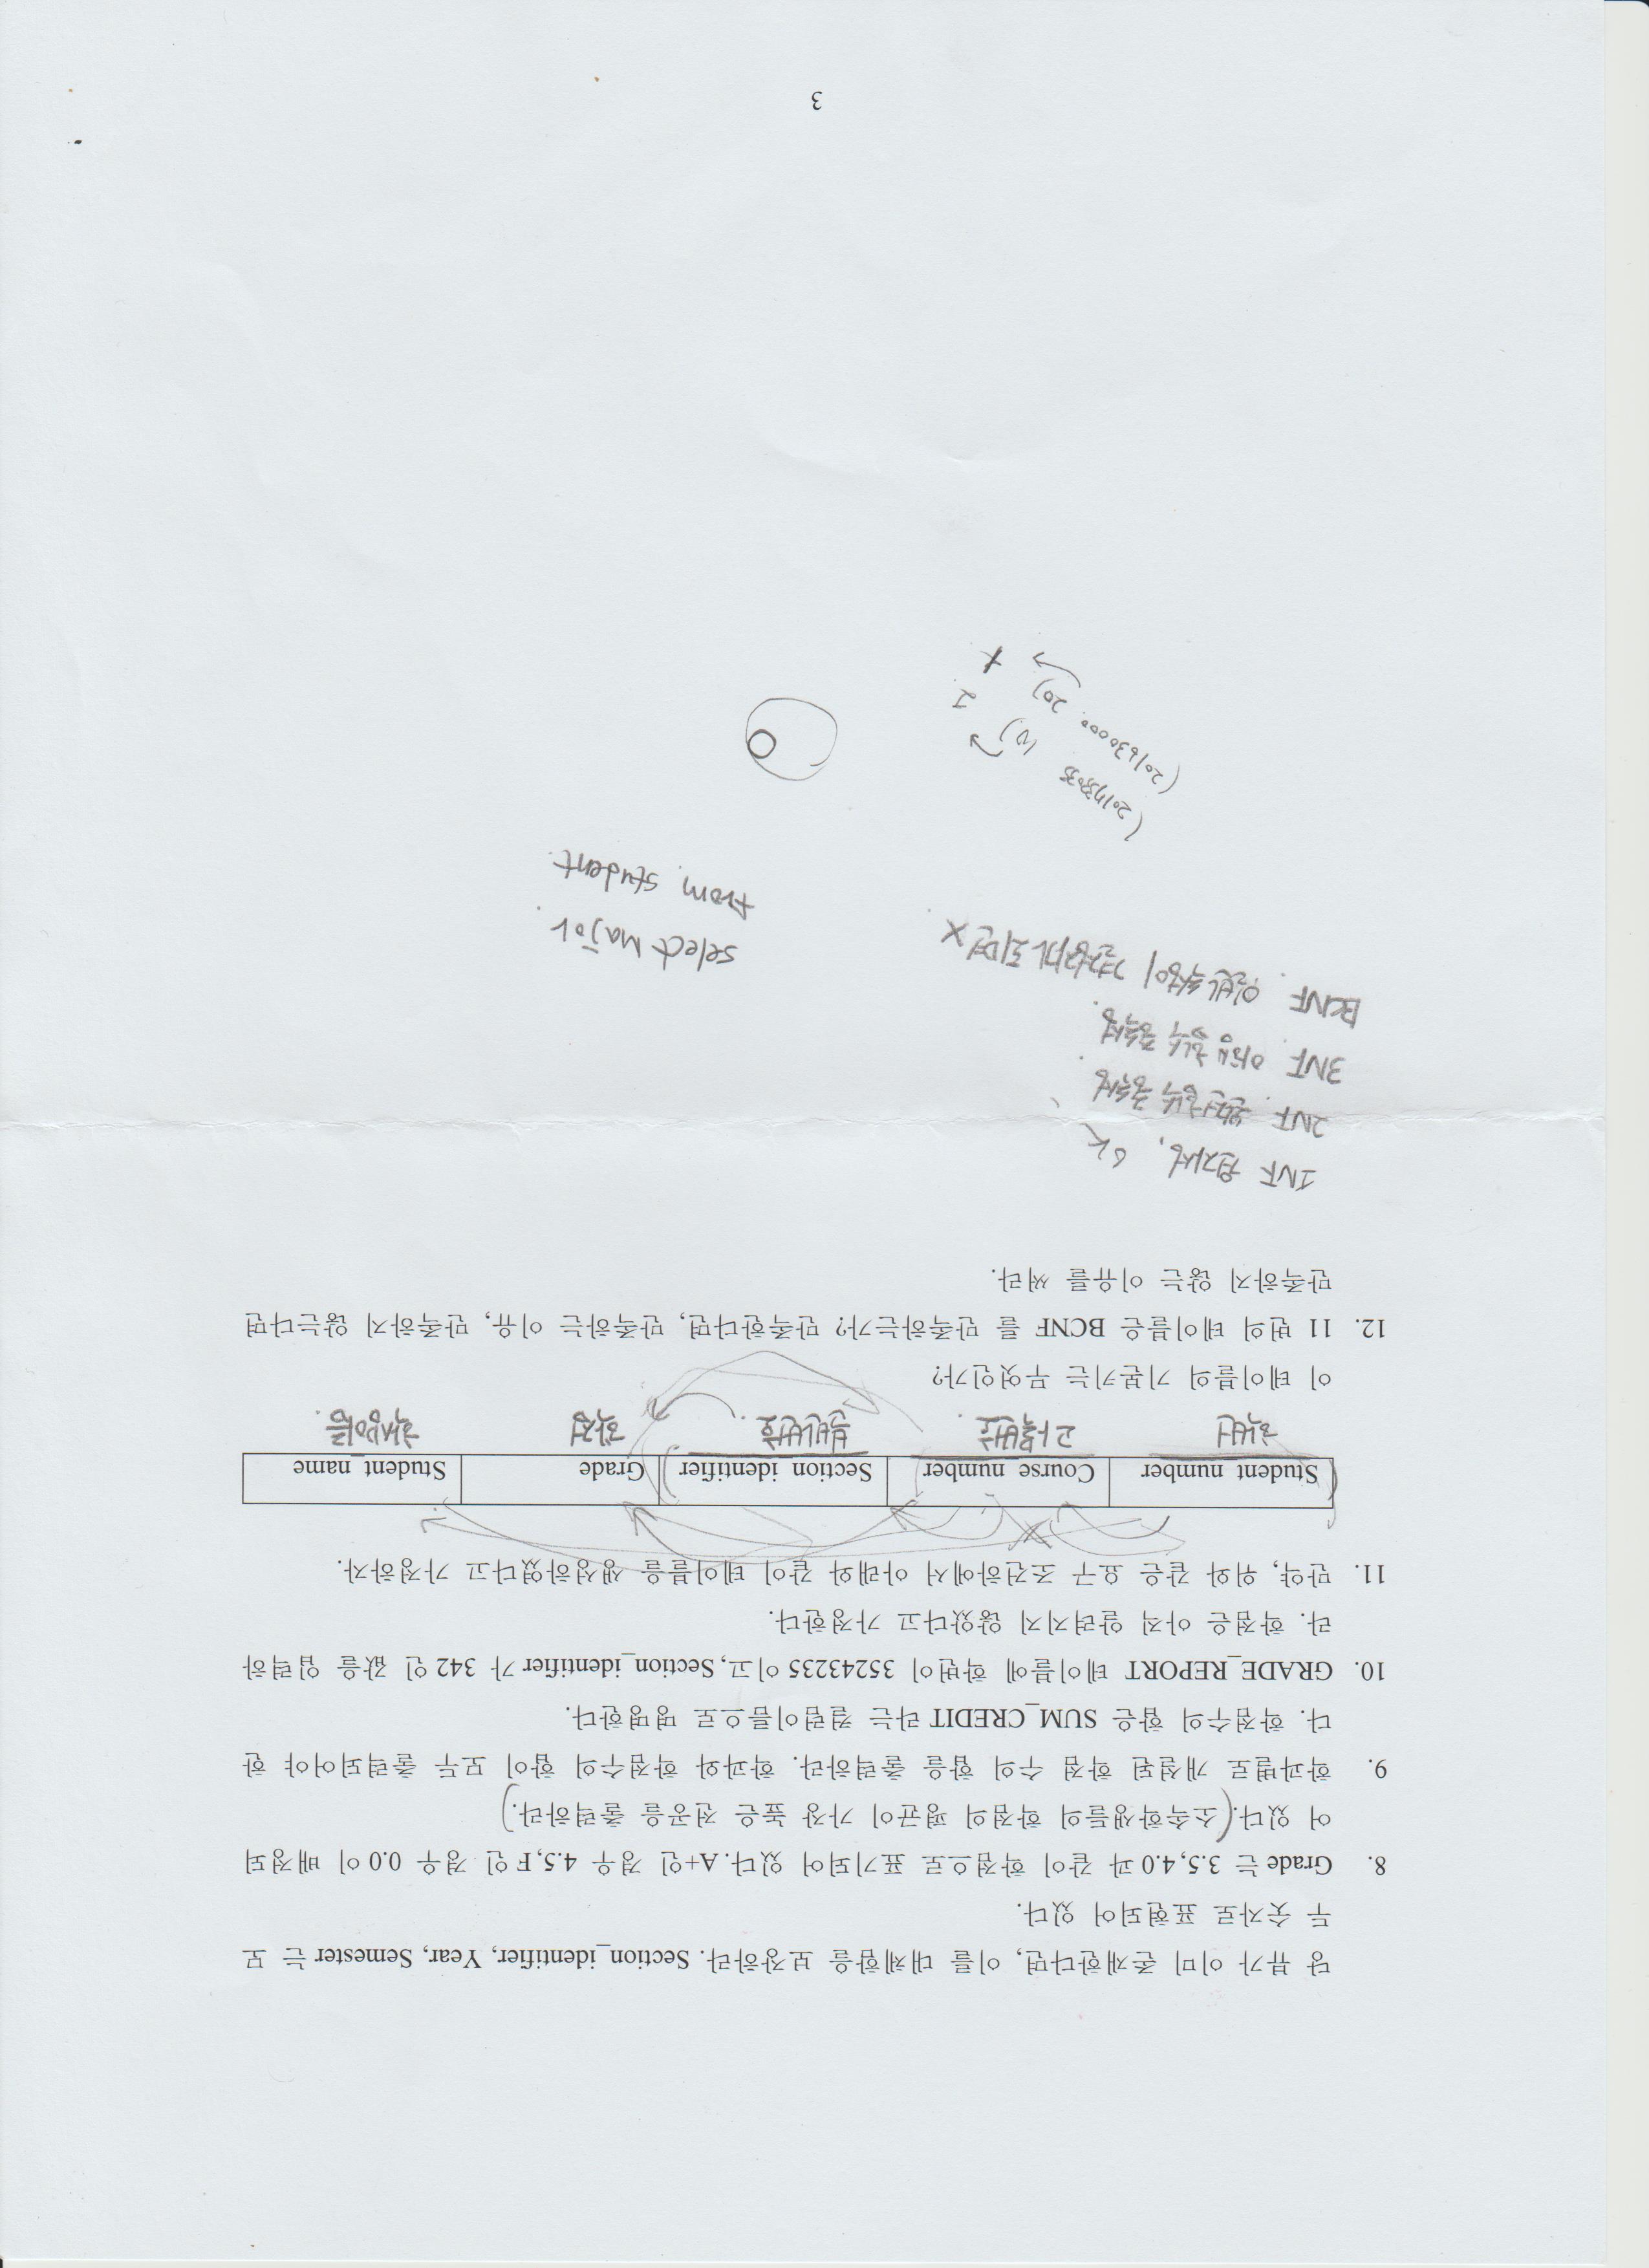 당 뷰가 이미 존재한다면, 이를 대체함을 보장하라. Section_identifier, Year, Semester 는 모
두 숫자로 표현되어 있다.
8. Grade 는 3.5, 4.0 과 같이 학점으로 표기되어 있다. A+인 경우 4.5, F 인 경우 0.0 이 배정되
어 있다. (소속학생들의 학점의 평균이 가장 높은 전공을 출력하라.)
9. 학과별로 개설된 학점 수의 합을 출력하라. 학과와 학점수의 합이 모두 출력되어야 한
다. 학점수의 합은 SUM_CREDIT 라는 컬럼이름으로 명명한다.
10. GRADE_REPORT 테이블에 학번이 35243235 이고, Section_identifier 가 342 인 값을 입력하
라. 학점은 아직 알려지지 않았다고 가정한다.
11. 만약, 위와 같은 요구 조건하에서 아래와 같이 테이블을 생성하였다고 가정하자.
Student_number Course_number Section_identifier Grade Student_name
학번 과목번호. 분반번호. 학점 학생이름.
이 테이블의 기본키는 무엇인가?
12. 11 번의 테이블은 BCNF 를 만족하는가? 만족한다면, 만족하는 이유, 만족하지 않는다면
만족하지 않는 이유를 써라.
1NF 원자성, OK
2NF. 완전함수 종속성.
3NF. 이행 함수 종속성.
BCNF. 일반속성이 결정자가 되면 X.
select Major.
from student.
(201630000. 20)
3